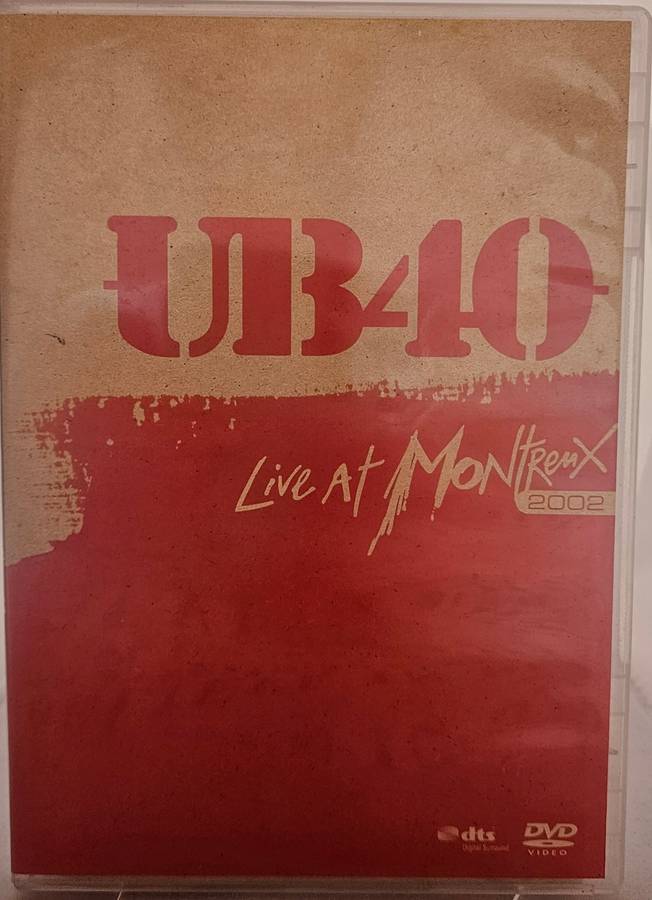 UB40
Live At Montreux
2002
dts DVD
Digital Surround VIDEO